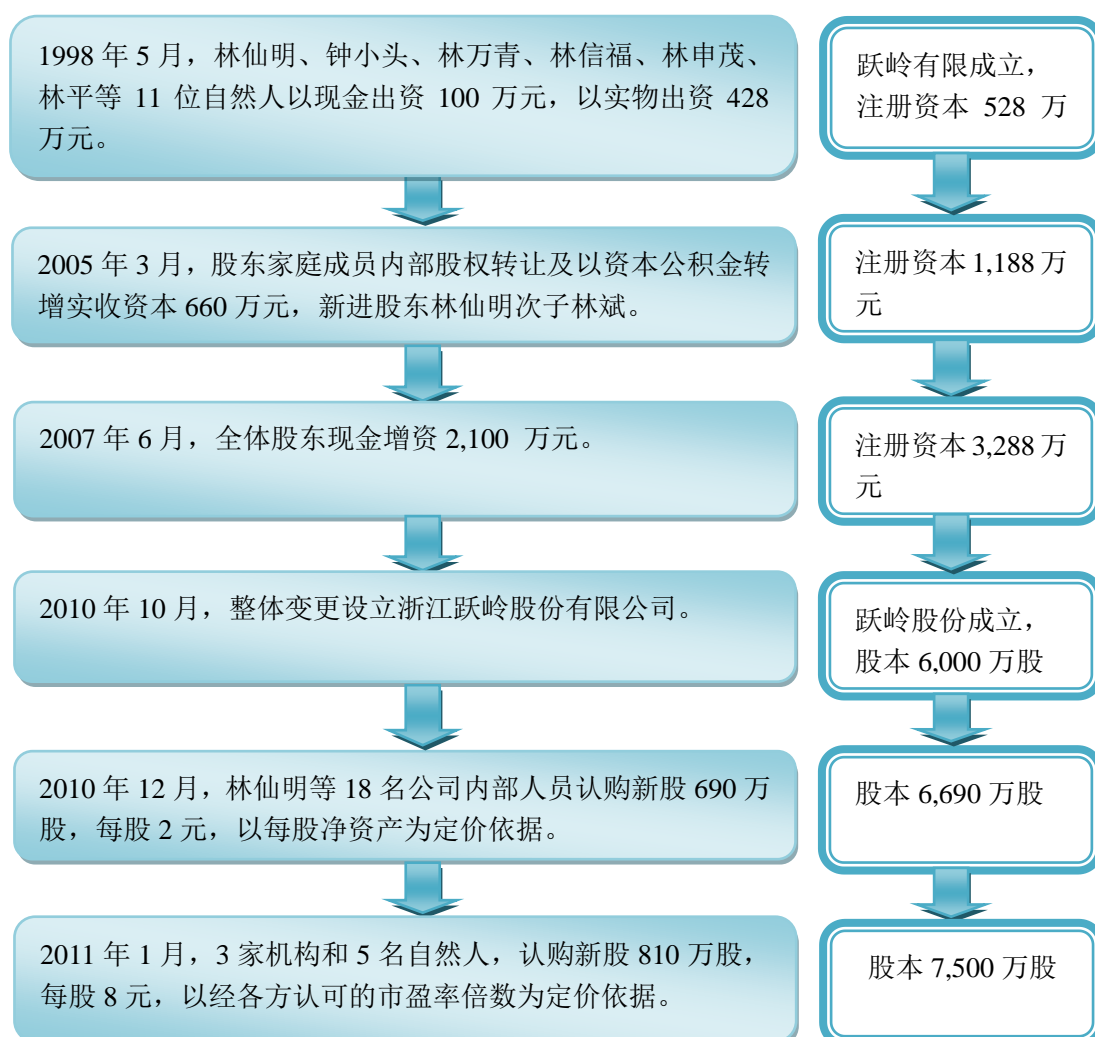 1998 年 5 月，林仙明、钟小头、林万青、林信福、林申茂、
林平等 11 位自然人以现金出资 100 万元，以实物出资 428
万元。
跃岭有限成立，
注册资本 528 万
2005 年 3 月，股东家庭成员内部股权转让及以资本公积金转
增实收资本 660 万元，新进股东林仙明次子林斌。
注册资本 1,188 万
元
2007 年 6 月，全体股东现金增资 2,100 万元。
注册资本 3,288 万
元
2010 年 10 月，整体变更设立浙江跃岭股份有限公司。
跃岭股份成立，
股本 6,000 万股
2010 年 12 月，林仙明等 18 名公司内部人员认购新股 690 万
股，每股 2 元，以每股净资产为定价依据。
股本 6,690 万股
2011 年 1 月，3 家机构和 5 名自然人，认购新股 810 万股，
每股 8 元，以经各方认可的市盈率倍数为定价依据。
股本 7,500 万股